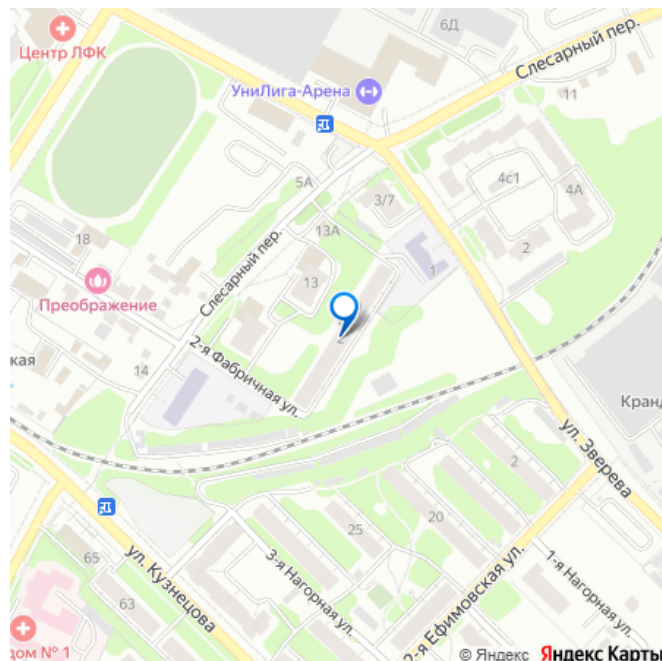 6Д
Слесарный пер.
Центр ЛФК
УниЛига-Арена
11
5А
3/7
4с1
4А
13А
18
2
1
13
Слесарный пер.
Преображение
2
кая
2-я Фабричная ул.
14
Кранд
ул. Зверева
2
20
25
65
ул. Кузнецова
3-я Нагорная ул.
2-я Ефимовская ул.
1-я Нагорная ул.
63
дом № 1
© Яндекс Яндекс Карты